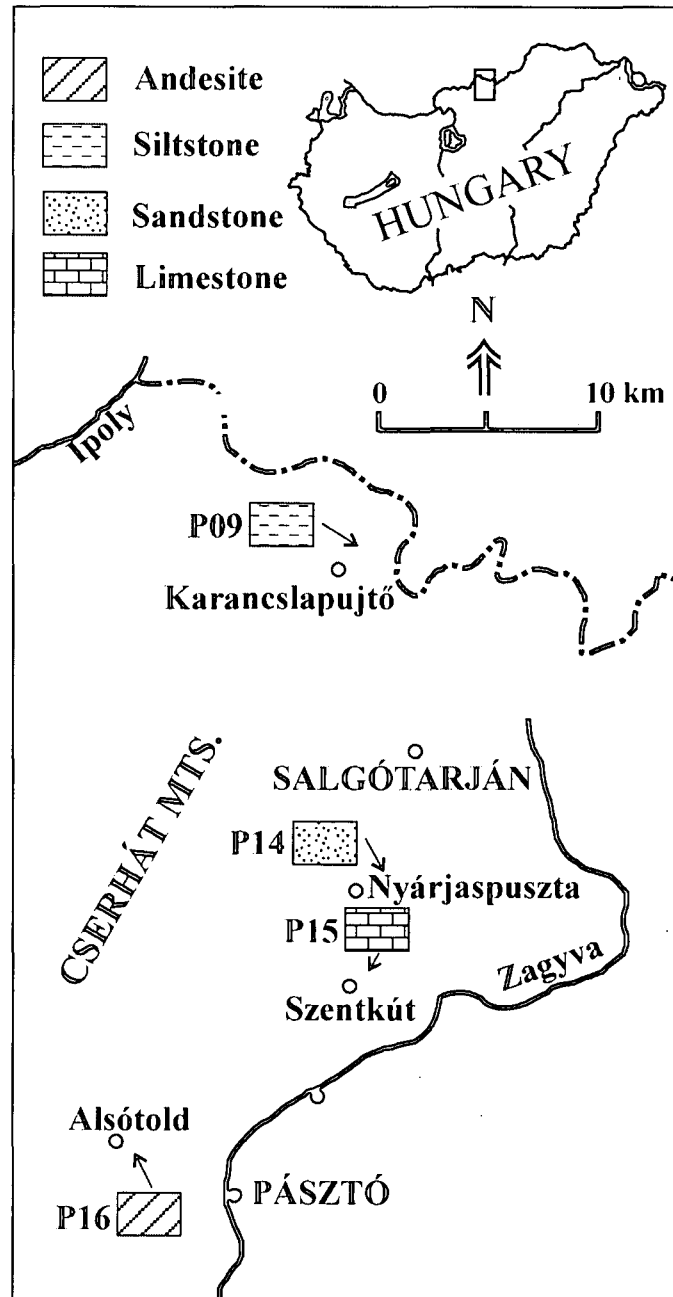 Andesite
Siltstone
Sandstone
Limestone
HUNGARY
N
0 10 km
Ipoly
P09
Karancslapujtő
CSERHÁT MTS.
SALGÓTARJÁN
P14
Nyárjaspuszta
P15
Zagyva
Szentkút
Alsótold
PÁSZTÓ
P16